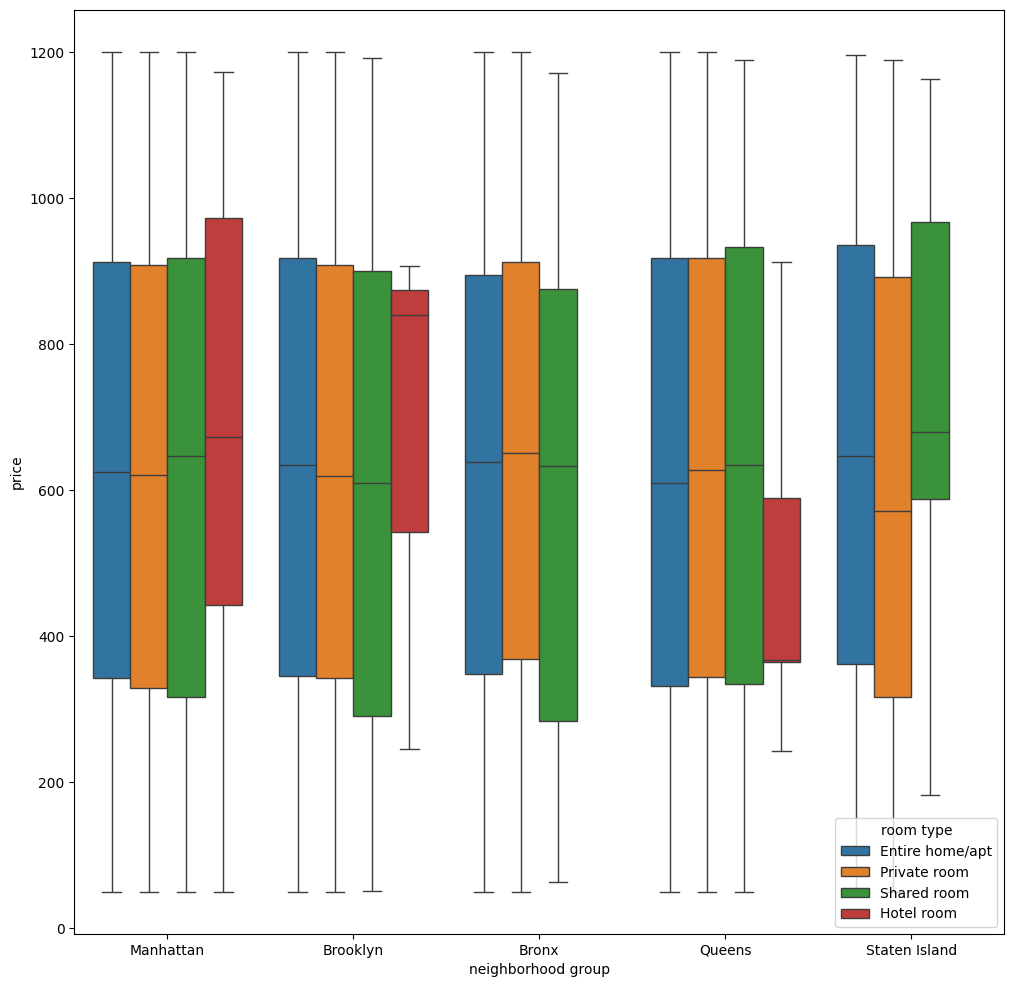 1200
1000
800
600
400
200
0
price
Manhattan
Brooklyn
Bronx
Queens
Staten Island
neighborhood group
room type
Entire home/apt
Private room
Shared room
Hotel room